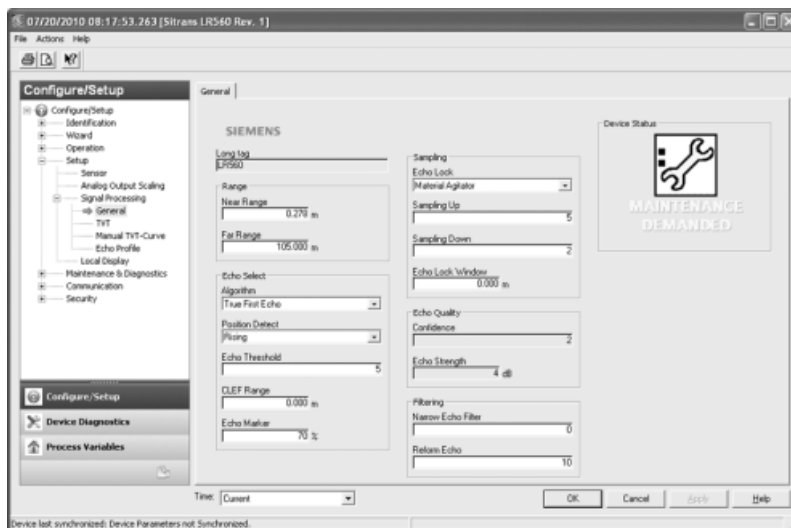 07/20/2010 08:17:53.263 [Sitrans LR560 Rev. 1]
File Actions Help
Configure/Setup
Configure/Setup
Identification
Wizard
Operation
Setup
Sensor
Analog Output Scaling
Signal Processing
General
TVT
Manual TVT-Curve
Echo Profile
Local Display
Maintenance & Diagnostics
Communication
Security
Configure/Setup
Device Diagnostics
Process Variables
General
SIEMENS
Long tag
LR560
Range
Near Range
0.278 m
Far Range
105.000 m
Echo Select
Algorithm
True First Echo
Position Detect
Rising
Echo Threshold
5
CLEF Range
0.000 m
Echo Marker
70 %
Sampling
Echo Lock
Material Agitator
Sampling Up
5
Sampling Down
2
Echo Lock Window
0.000 m
Echo Quality
Confidence
2
Echo Strength
4 dB
Filtering
Narrow Echo Filter
0
Reform Echo
10
Device Status
MAINTENANCE
DEMANDED
Time: Current
OK Cancel Apply Help
Device last synchronized: Device Parameters not Synchronized.